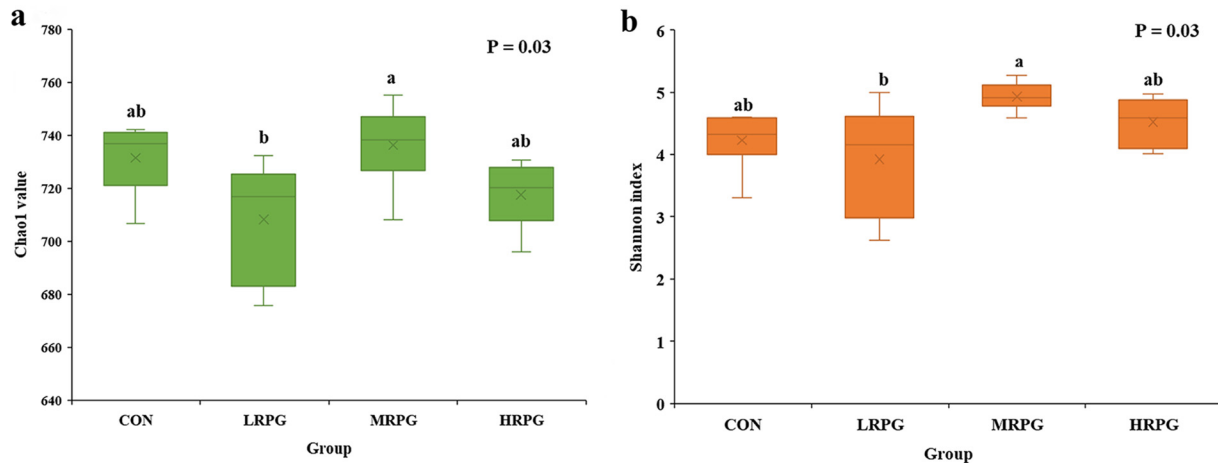 a
780
760
740
720
700
680
660
640
Chao1 value
P = 0.03
ab
b
a
ab
CON LRPG MRPG HRPG
Group
b
6
5
4
3
2
1
0
Shannon index
P = 0.03
ab
b
a
ab
CON LRPG MRPG HRPG
Group